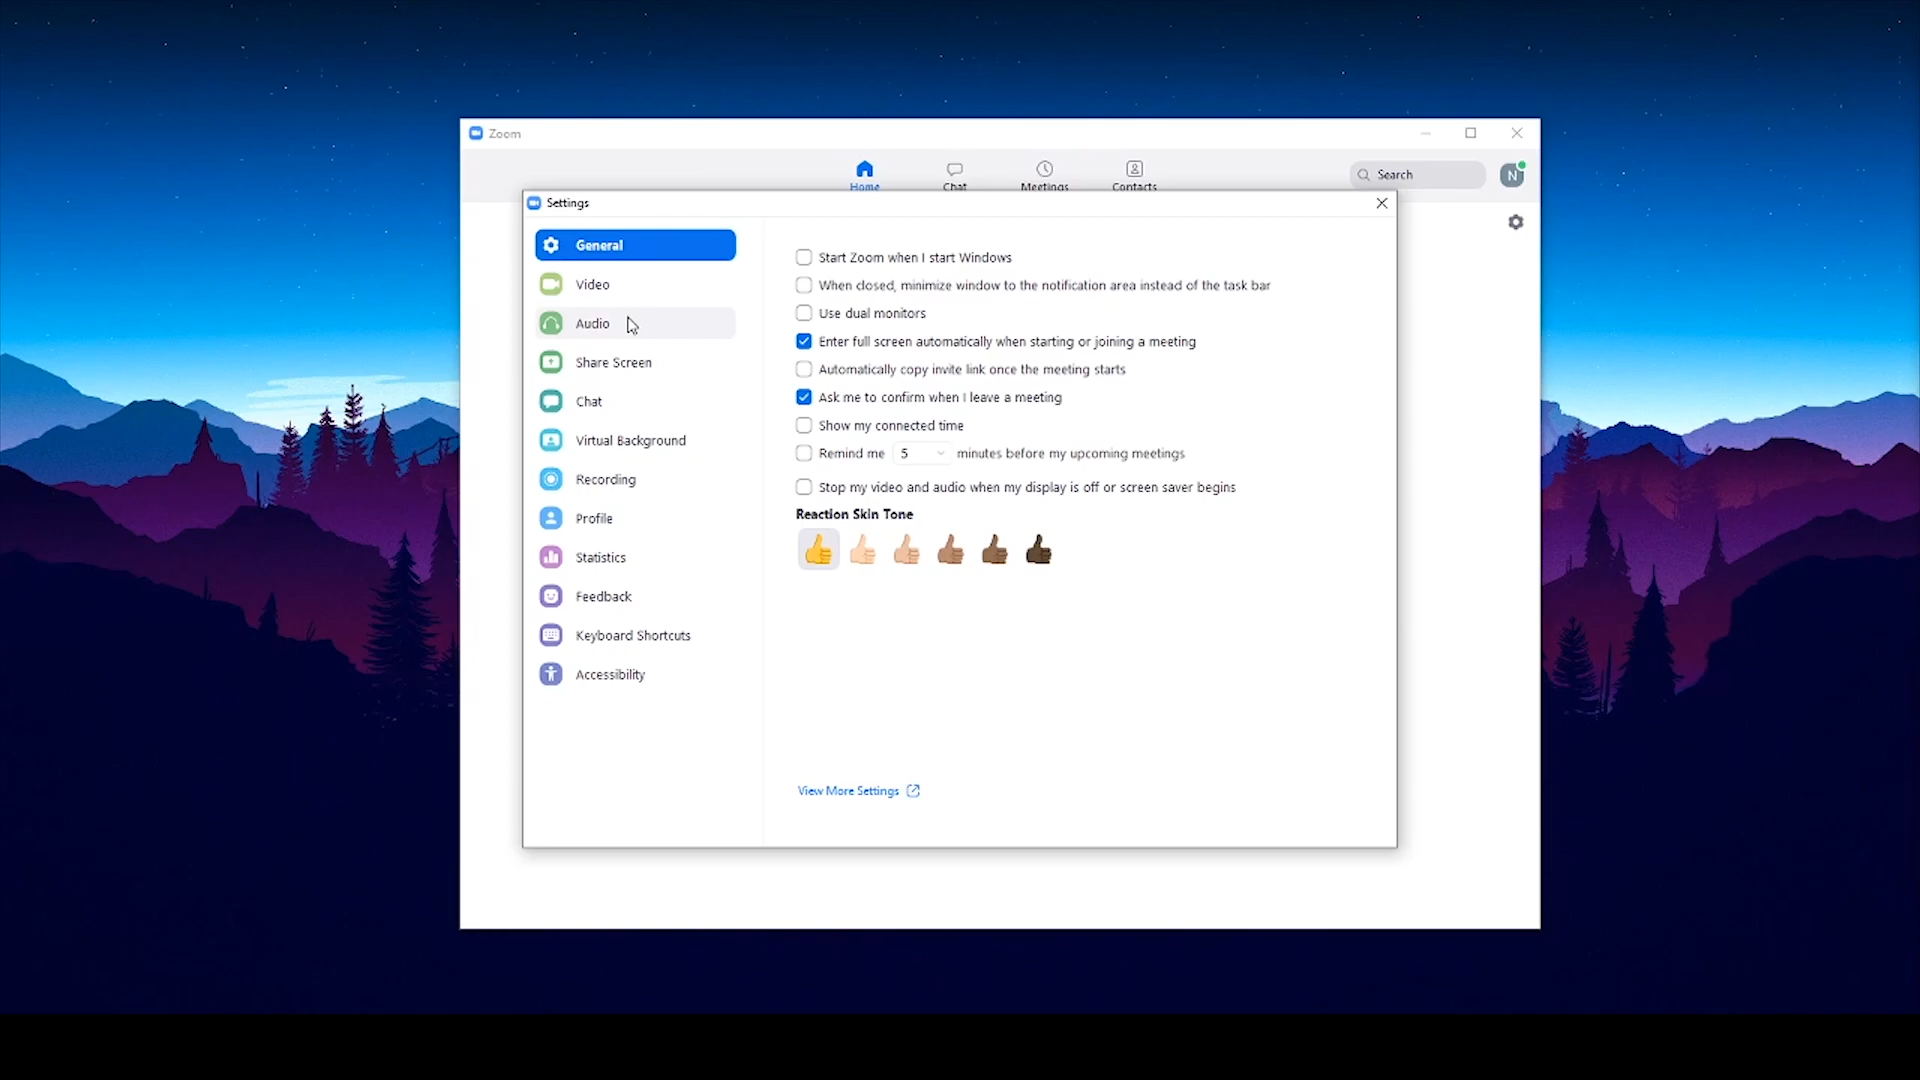 Zoom
Home
Chat
Meetings
Contacts
Search
N
Settings
General
Video
Audio
Share Screen
Chat
Virtual Background
Recording
Profile
Statistics
Feedback
Keyboard Shortcuts
Accessibility
Start Zoom when I start Windows
When closed, minimize window to the notification area instead of the task bar
Use dual monitors
Enter full screen automatically when starting or joining a meeting
Automatically copy invite link once the meeting starts
Ask me to confirm when I leave a meeting
Show my connected time
Remind me 5 minutes before my upcoming meetings
Stop my video and audio when my display is off or screen saver begins
Reaction Skin Tone
View More Settings